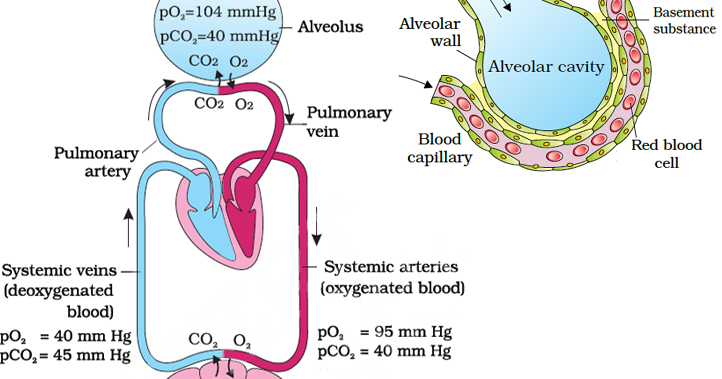 pO₂=104 mmHg
pCO₂=40 mmHg
CO2 O2
Alveolus
CO2 O2
Pulmonary
vein
Pulmonary
artery
Systemic veins
(deoxygenated
blood)
pO₂ = 40 mm Hg
pCO₂= 45 mm Hg
Systemic arteries
(oxygenated blood)
pO₂ = 95 mm Hg
pCO₂ = 40 mm Hg
CO₂ O₂
Alveolar
wall
Alveolar cavity
Basement
substance
Blood
capillary
Red blood
cell